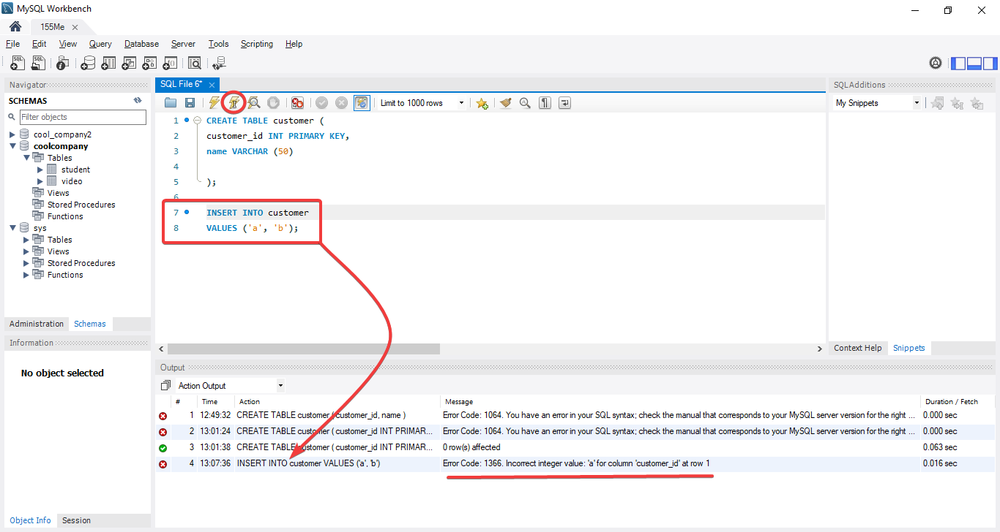 MySQL Workbench
155Me
File Edit View Query Database Server Tools Scripting Help
Navigator
SCHEMAS
Filter objects
cool_company2
coolcompany
Tables
student
video
Views
Stored Procedures
Functions
sys
Tables
Views
Stored Procedures
Functions
Administration Schemas
Information
No object selected
Object Info Session
SQL File 6*
Limit to 1000 rows
1 CREATE TABLE customer (
2 customer_id INT PRIMARY KEY,
3 name VARCHAR (50)
4
5 );
6
7 INSERT INTO customer
8 VALUES ('a', 'b');
SQLAdditions
My Snippets
Context Help Snippets
Output
Action Output
# Time Action Message Duration / Fetch
1 12:49:32 CREATE TABLE customer ( customer_id, name ) Error Code: 1064. You have an error in your SQL syntax; check the manual that corresponds to your MySQL server version for the right ... 0.000 sec
2 13:01:24 CREATE TABLE customer ( customer_id INT PRIMAR... Error Code: 1064. You have an error in your SQL syntax; check the manual that corresponds to your MySQL server version for the right ... 0.000 sec
3 13:01:38 CREATE TABLE customer ( customer_id INT PRIMAR... 0 row(s) affected 0.063 sec
4 13:07:36 INSERT INTO customer VALUES ('a', 'b') Error Code: 1366. Incorrect integer value: 'a' for column 'customer_id' at row 1 0.016 sec